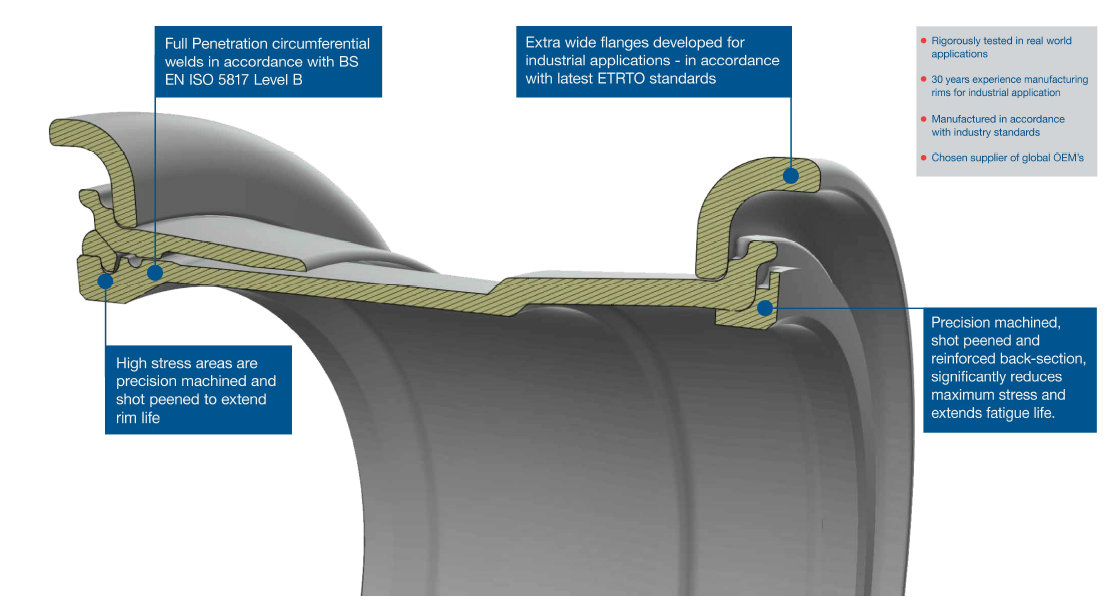 Full Penetration circumferential
welds in accordance with BS
EN ISO 5817 Level B
Extra wide flanges developed for
industrial applications - in accordance
with latest ETRTO standards
Rigorously tested in real world
applications
30 years experience manufacturing
rims for industrial application
Manufactured in accordance
with industry standards
Chosen supplier of global OEM's
High stress areas are
precision machined and
shot peened to extend
rim life
Precision machined,
shot peened and
reinforced back-section,
significantly reduces
maximum stress and
extends fatigue life.